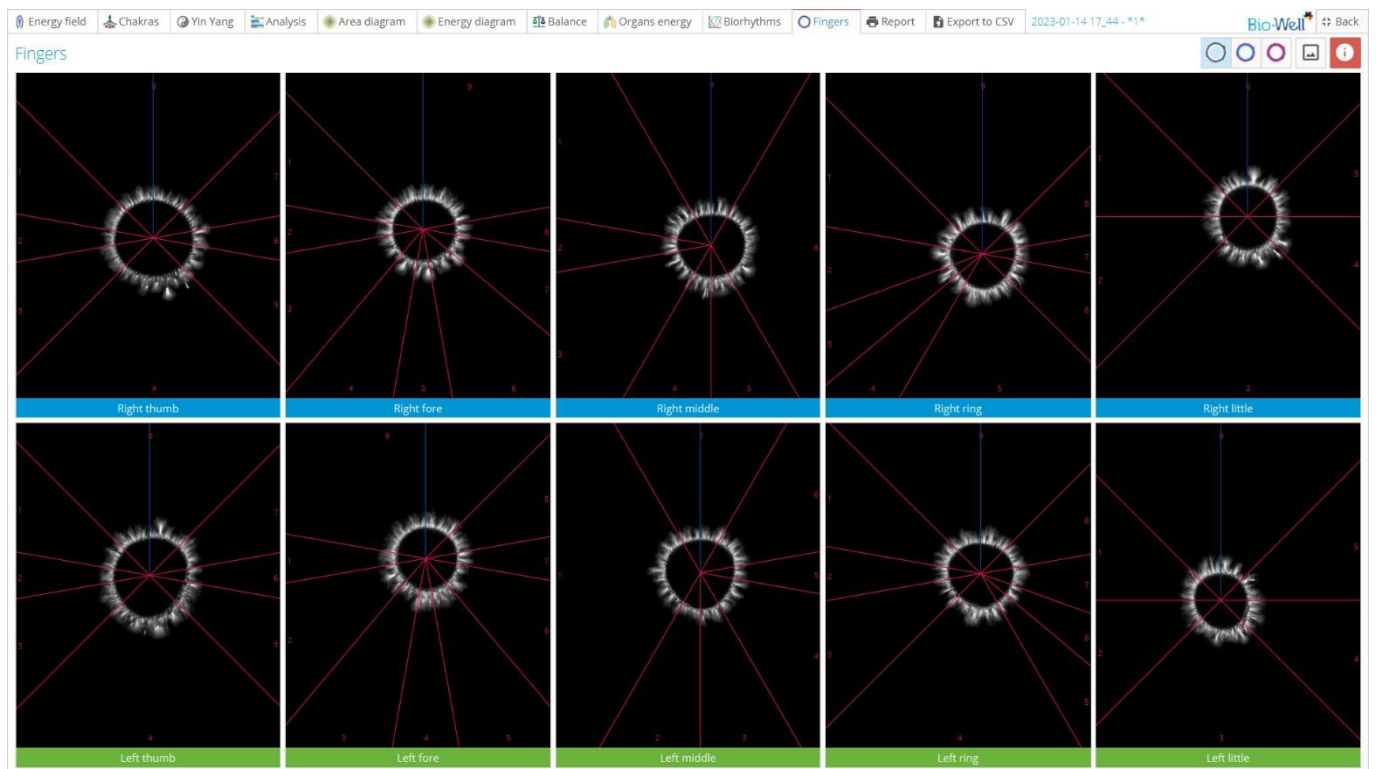 Energy field Chakras Yin Yang Analysis Area diagram Energy diagram Balance Organs energy Biorhythms Fingers Report Export to CSV 2023-01-14 17_44 - *1* Bio-Well Back
Fingers
Right thumb Right fore Right middle Right ring Right little
Left thumb Left fore Left middle Left ring Left little